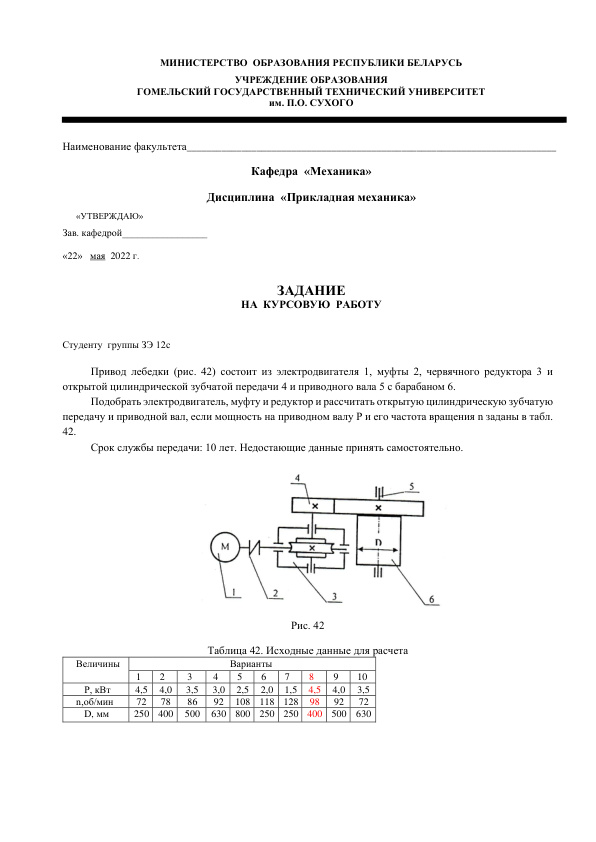 МИНИСТЕРСТВО ОБРАЗОВАНИЯ РЕСПУБЛИКИ БЕЛАРУСЬ
УЧРЕЖДЕНИЕ ОБРАЗОВАНИЯ
ГОМЕЛЬСКИЙ ГОСУДАРСТВЕННЫЙ ТЕХНИЧЕСКИЙ УНИВЕРСИТЕТ
им. П.О. СУХОГО
Наименование факультета____________________
Кафедра «Механика»
Дисциплина «Прикладная механика»
«УТВЕРЖДАЮ»
Зав. кафедрой_________________
«22» мая 2022 г.
ЗАДАНИЕ
НА КУРСОВУЮ РАБОТУ
Студенту группы ЗЭ 12с
Привод лебедки (рис. 42) состоит из электродвигателя 1, муфты 2, червячного редуктора 3 и
открытой цилиндрической зубчатой передачи 4 и приводного вала 5 с барабаном 6.
Подобрать электродвигатель, муфту и редуктор и рассчитать открытую цилиндрическую зубчатую
передачу и приводной вал, если мощность на приводном валу P и его частота вращения n заданы в табл.
42.
Срок службы передачи: 10 лет. Недостающие данные принять самостоятельно.
4 5
M D
1 2 3 6
Рис. 42
Таблица 42. Исходные данные для расчета
Величины Варианты
1 2 3 4 5 6 7 8 9 10
P, кВт 4,5 4,0 3,5 3,0 2,5 2,0 1,5 4,5 4,0 3,5
n,об/мин 72 78 86 92 108 118 128 98 92 72
D, мм 250 400 500 630 800 250 250 400 500 630